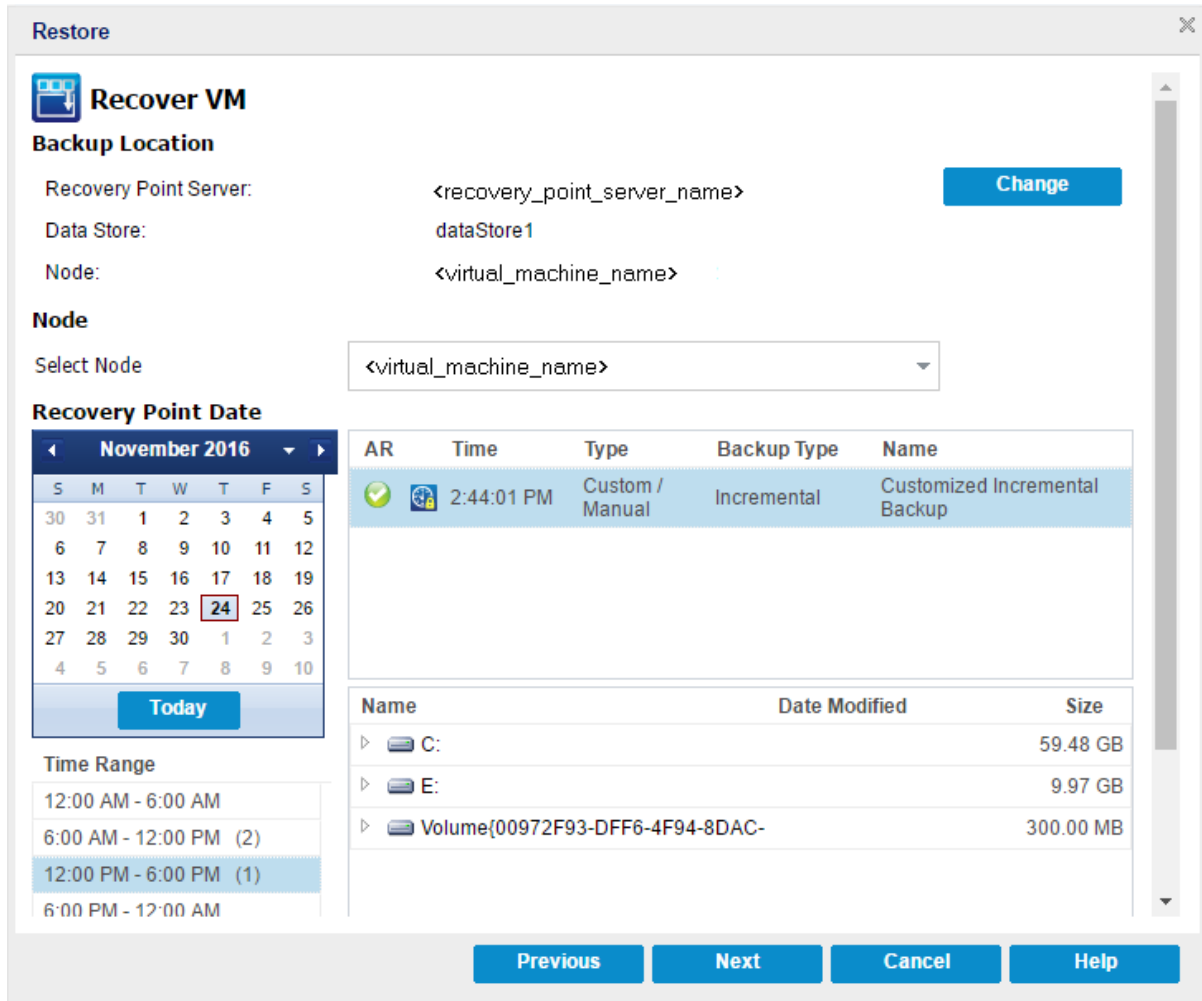 Restore
Recover VM
Backup Location
Recovery Point Server: <recovery_point_server_name> Change
Data Store: dataStore1
Node: <virtual_machine_name>
Node
Select Node <virtual_machine_name>
Recovery Point Date
November 2016
S M T W T F S
30 31 1 2 3 4 5
6 7 8 9 10 11 12
13 14 15 16 17 18 19
20 21 22 23 24 25 26
27 28 29 30 1 2 3
4 5 6 7 8 9 10
Today
AR Time Type Backup Type Name
2:44:01 PM Custom / Manual Incremental Customized Incremental Backup
Time Range
12:00 AM - 6:00 AM
6:00 AM - 12:00 PM (2)
12:00 PM - 6:00 PM (1)
6:00 PM - 12:00 AM
Name Date Modified Size
C: 59.48 GB
E: 9.97 GB
Volume{00972F93-DFF6-4F94-8DAC- 300.00 MB
Previous Next Cancel Help